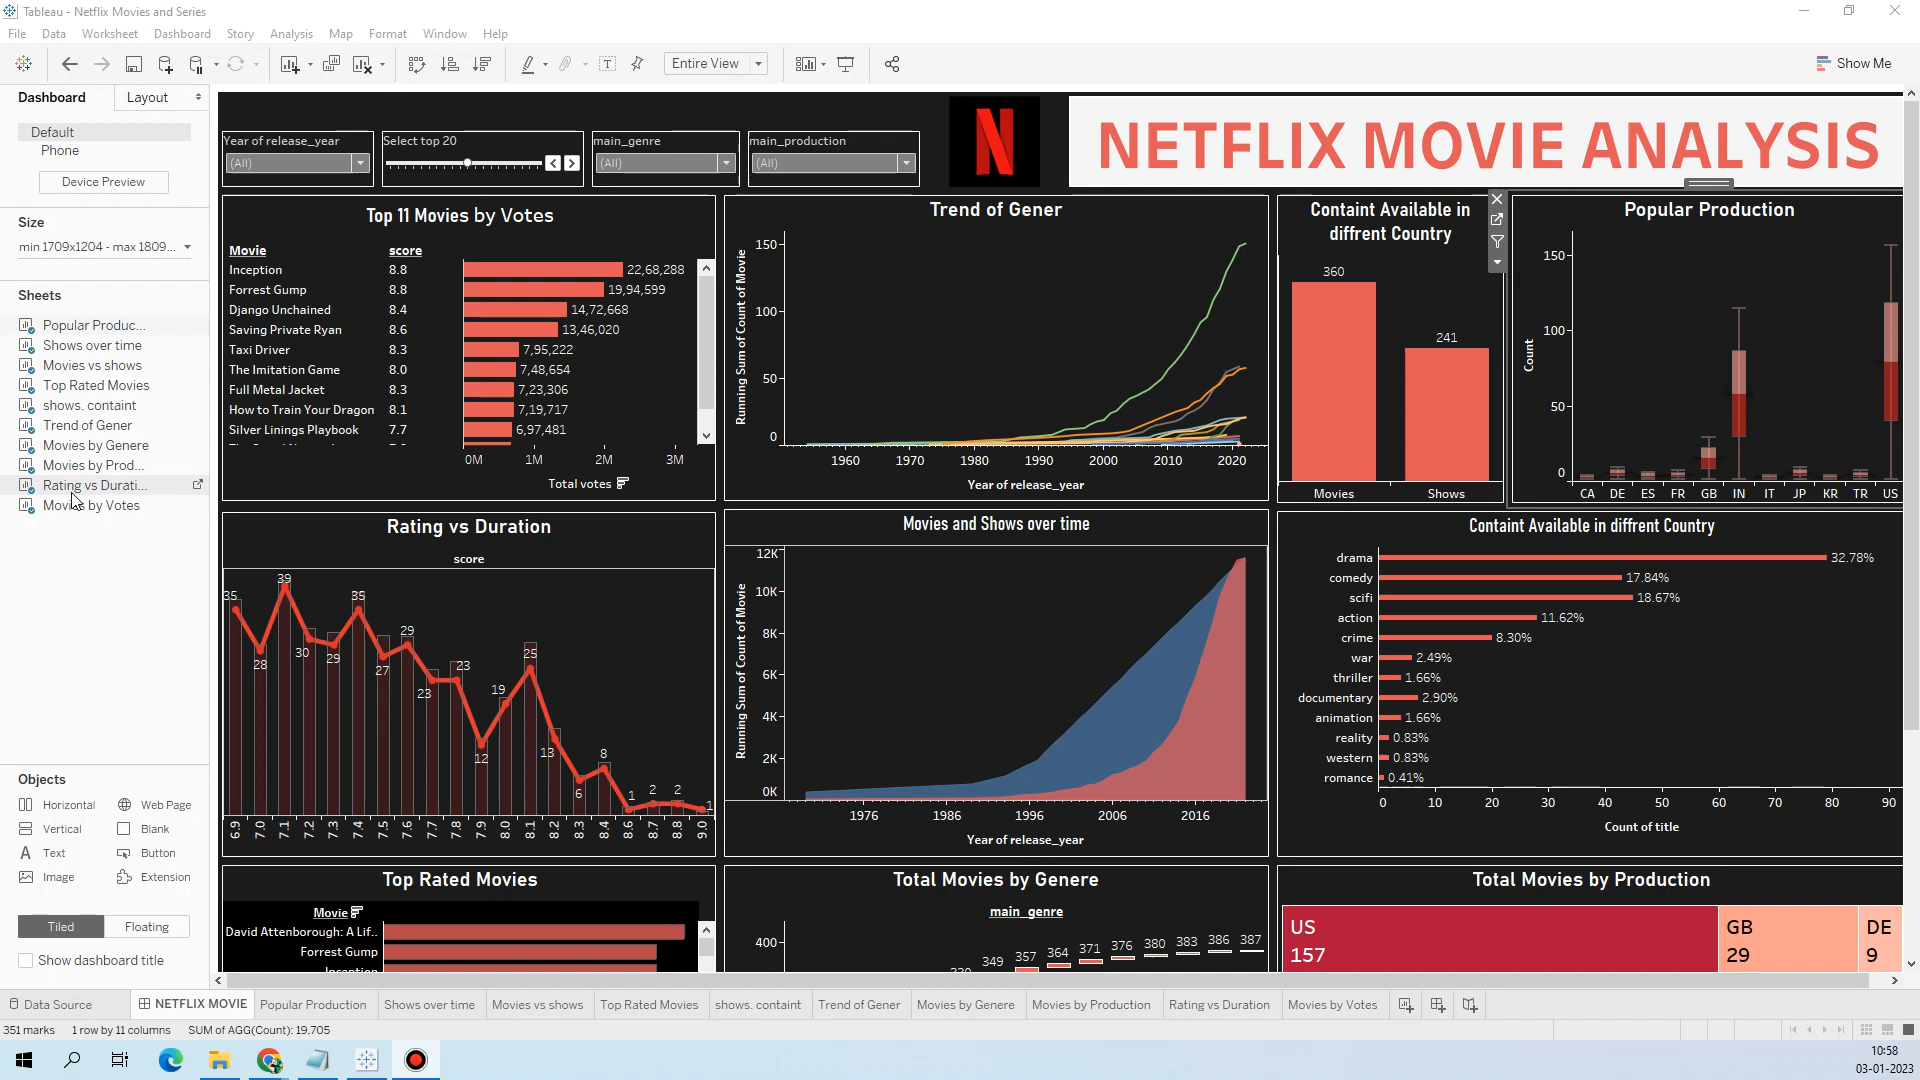 Tableau - Netflix Movies and Series
File Data Worksheet Dashboard Story Analysis Map Format Window Help
Entire View
Show Me
Dashboard Layout
Default
Phone
Device Preview
Size
min 1709x1204 - max 1809...
Sheets
Popular Produc...
Shows over time
Movies vs shows
Top Rated Movies
shows. containt
Trend of Gener
Movies by Genere
Movies by Prod...
Rating vs Durati...
Movies by Votes
Objects
Horizontal Web Page
Vertical Blank
Text Button
Image Extension
Tiled Floating
Show dashboard title
Year of release_year
(All)
Select top 20
main_genre
(All)
main_production
(All)
N
NETFLIX MOVIE ANALYSIS
Top 11 Movies by Votes
Movie score
Inception 8.8 22,68,288
Forrest Gump 8.8 19,94,599
Django Unchained 8.4 14,72,668
Saving Private Ryan 8.6 13,46,020
Taxi Driver 8.3 7,95,222
The Imitation Game 8.0 7,48,654
Full Metal Jacket 8.3 7,23,306
How to Train Your Dragon 8.1 7,19,717
Silver Linings Playbook 7.7 6,97,481
0M 1M 2M 3M
Total votes
Trend of Gener
Running Sum of Count of Movie
150
100
50
0
1960 1970 1980 1990 2000 2010 2020
Year of release_year
Containt Available in
diffrent Country
360
241
Movies Shows
Popular Production
Count
150
100
50
0
CA DE ES FR GB IN IT JP KR TR US
Rating vs Duration
score
35 28 39 30 29 35 27 29 23 23 12 19 25 13 6 8 1 2 2 1
6.9 7.0 7.1 7.2 7.3 7.4 7.5 7.6 7.7 7.8 7.9 8.0 8.1 8.2 8.3 8.4 8.6 8.7 8.8 9.0
Movies and Shows over time
Running Sum of Count of Movie
12K
10K
8K
6K
4K
2K
0K
1976 1986 1996 2006 2016
Year of release_year
Containt Available in diffrent Country
drama 32.78%
comedy 17.84%
scifi 18.67%
action 11.62%
crime 8.30%
war 2.49%
thriller 1.66%
documentary 2.90%
animation 1.66%
reality 0.83%
western 0.83%
romance 0.41%
0 10 20 30 40 50 60 70 80 90
Count of title
Top Rated Movies
Movie
David Attenborough: A Lif..
Forrest Gump
Total Movies by Genere
main_genre
400
349 357 364 371 376 380 383 386 387
Total Movies by Production
US GB DE
157 29 9
Data Source NETFLIX MOVIE Popular Production Shows over time Movies vs shows Top Rated Movies shows. containt Trend of Gener Movies by Genere Movies by Production Rating vs Duration Movies by Votes
351 marks 1 row by 11 columns SUM of AGG(Count): 19,705
10:58
03-01-2023